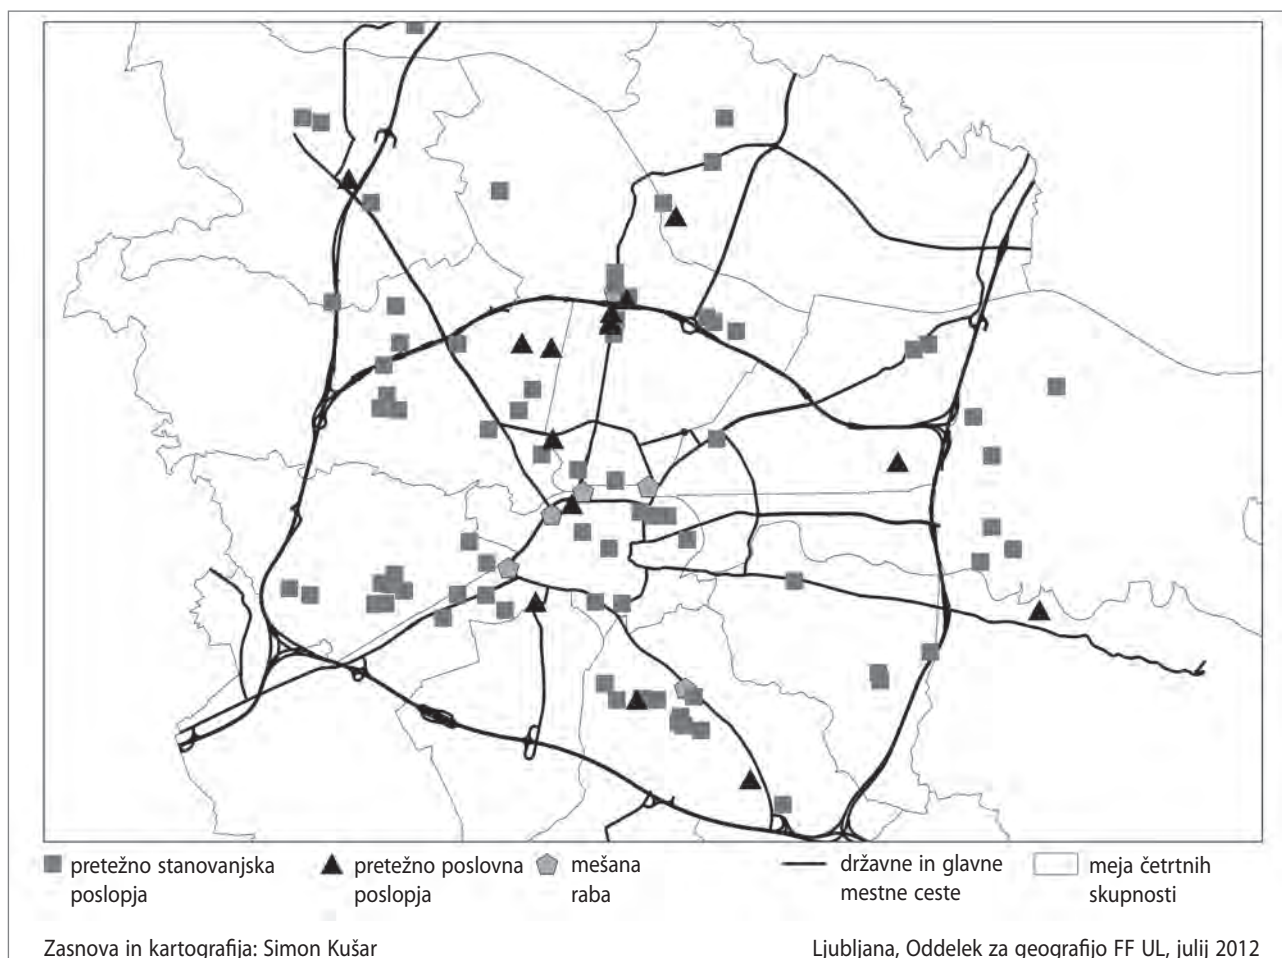 pretežno stanovanjska
poslopja
pretežno poslovna
poslopja
mešana
raba
državne in glavne
mestne ceste
meja četrtnih
skupnosti
Zasnova in kartografija: Simon Kušar
Ljubljana, Oddelek za geografijo FF UL, julij 2012